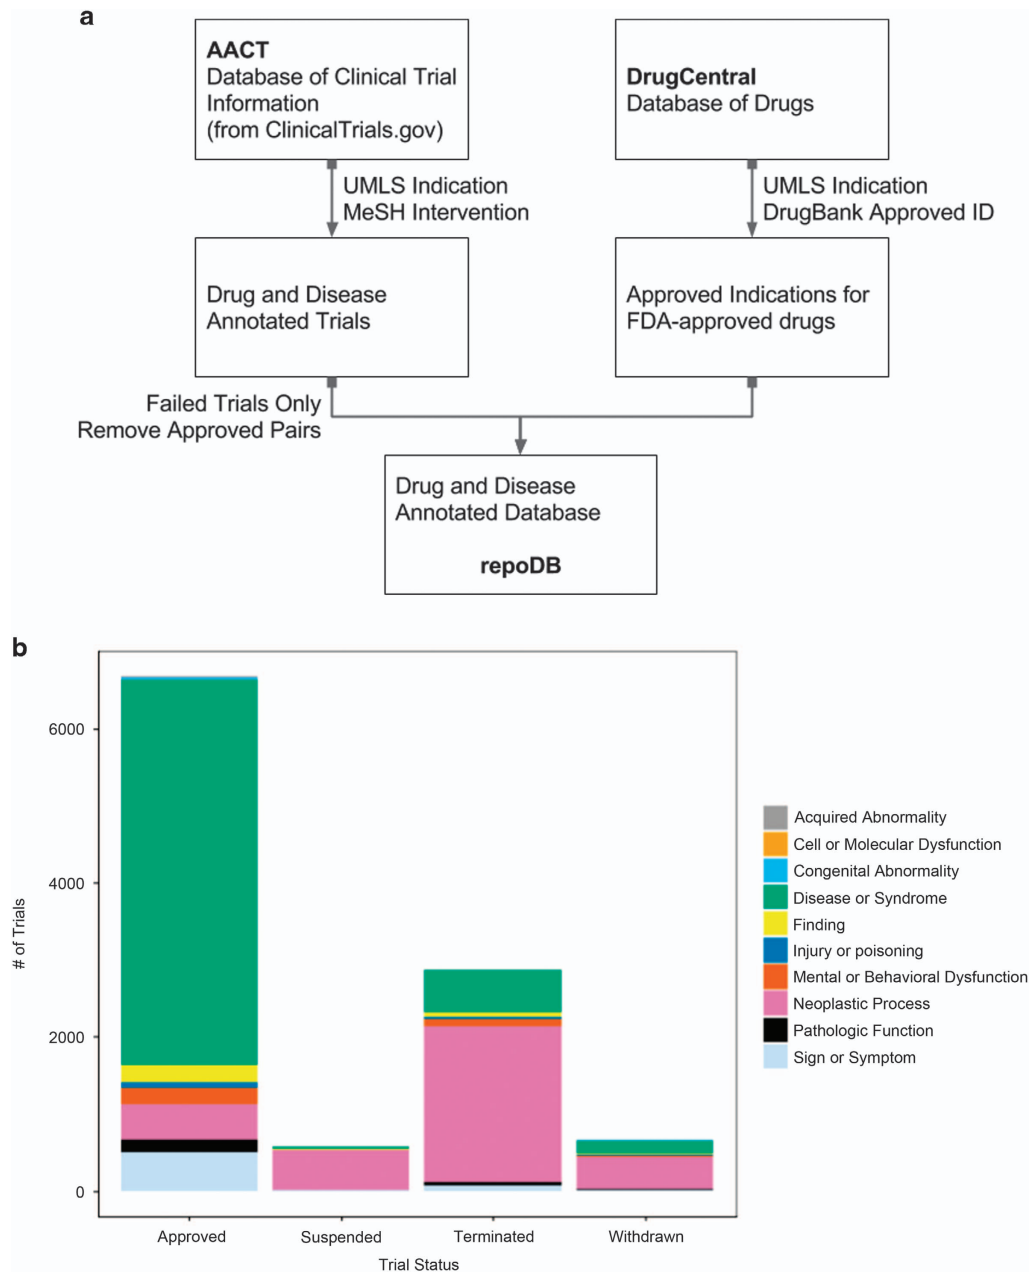 a
AACT
Database of Clinical Trial
Information
(from ClinicalTrials.gov)
DrugCentral
Database of Drugs
UMLS Indication
MeSH Intervention
UMLS Indication
DrugBank Approved ID
Drug and Disease
Annotated Trials
Approved Indications for
FDA-approved drugs
Failed Trials Only
Remove Approved Pairs
Drug and Disease
Annotated Database
repoDB
b
# of Trials
6000
4000
2000
0
Approved
Suspended
Terminated
Withdrawn
Trial Status
Acquired Abnormality
Cell or Molecular Dysfunction
Congenital Abnormality
Disease or Syndrome
Finding
Injury or poisoning
Mental or Behavioral Dysfunction
Neoplastic Process
Pathologic Function
Sign or Symptom